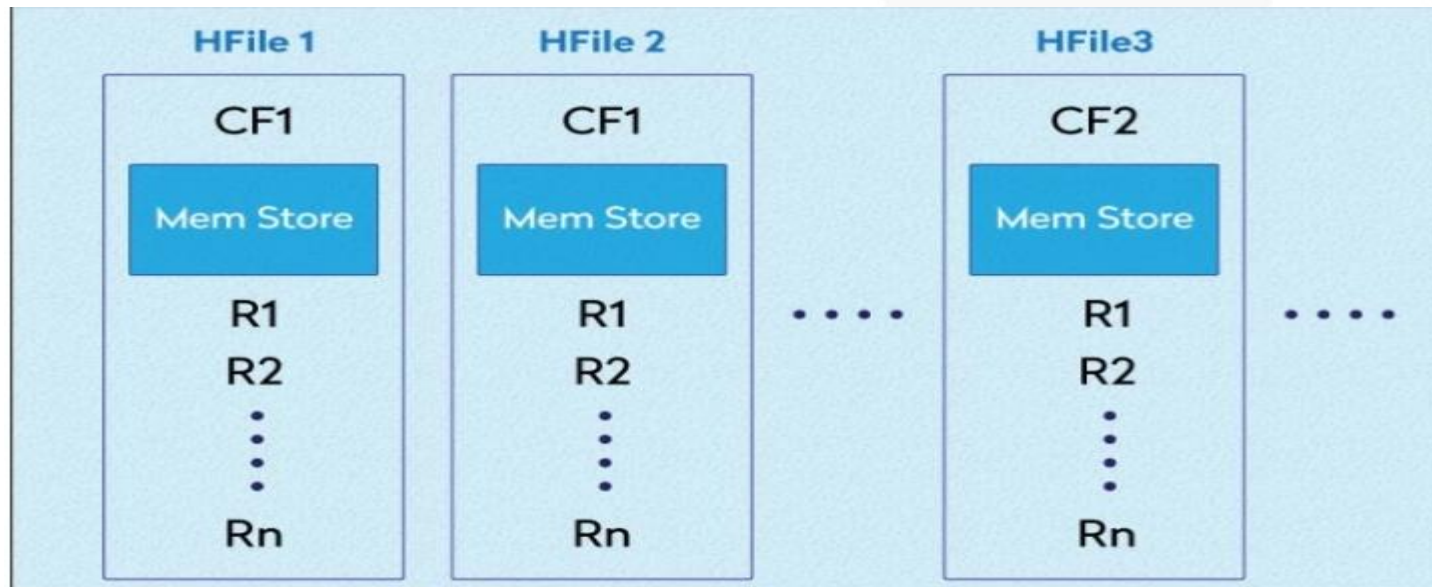 HFile 1
HFile 2
HFile3
CF1
CF1
CF2
Mem Store
Mem Store
Mem Store
R1
R1
R1
R2
R2
R2
Rn
Rn
Rn